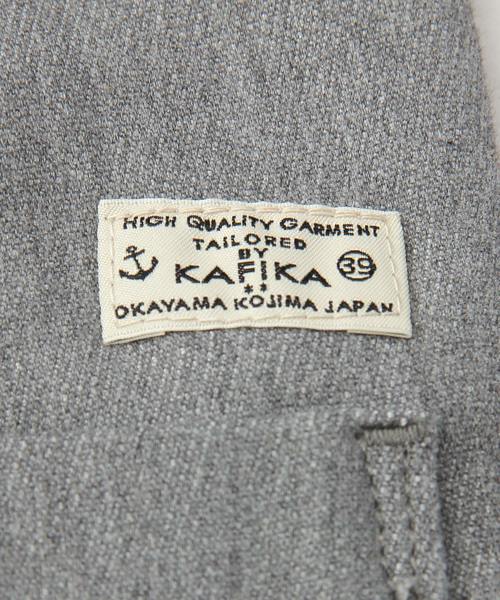 HIGH QUALITY GARMENT
TAILORED
BY
KAFIKA
39
**
OKAYAMA KOJIMA JAPAN